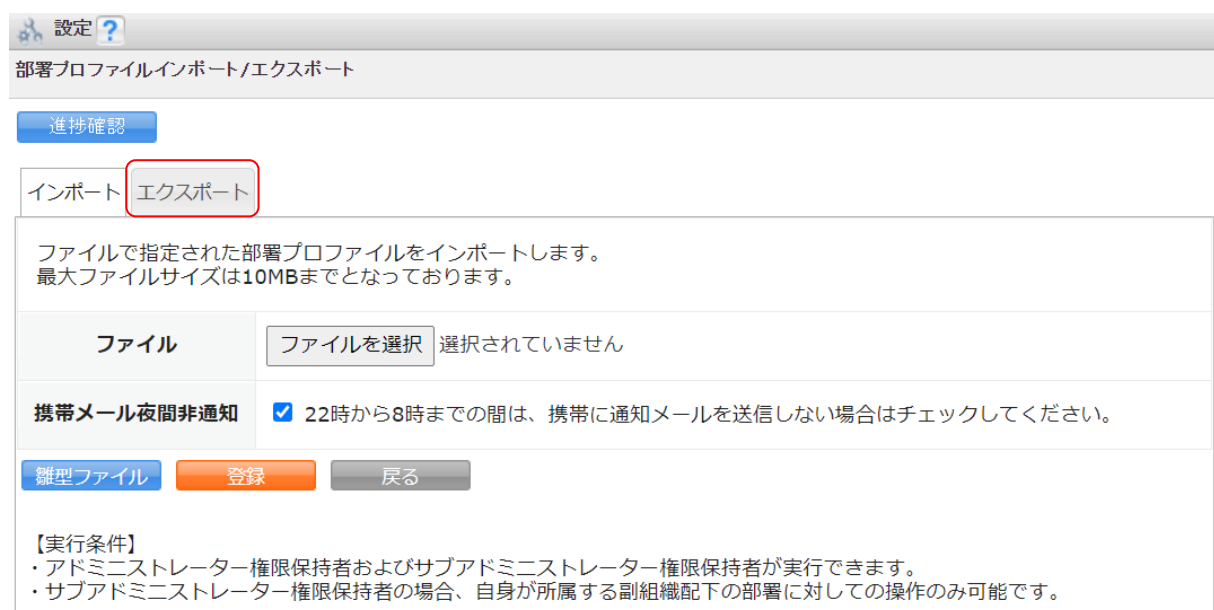 設定 ?
部署プロファイルインポート/エクスポート
進捗確認
インポート エクスポート
ファイルで指定された部署プロファイルをインポートします。
最大ファイルサイズは10MBまでとなっております。
ファイル ファイルを選択 選択されていません
携帯メール夜間非通知 22時から8時までの間は、携帯に通知メールを送信しない場合はチェックしてください。
雛型ファイル 登録 戻る
【実行条件】
・アドミニストレーター権限保持者およびサブアドミニストレーター権限保持者が実行できます。
・サブアドミニストレーター権限保持者の場合、自身が所属する副組織配下の部署に対しての操作のみ可能です。